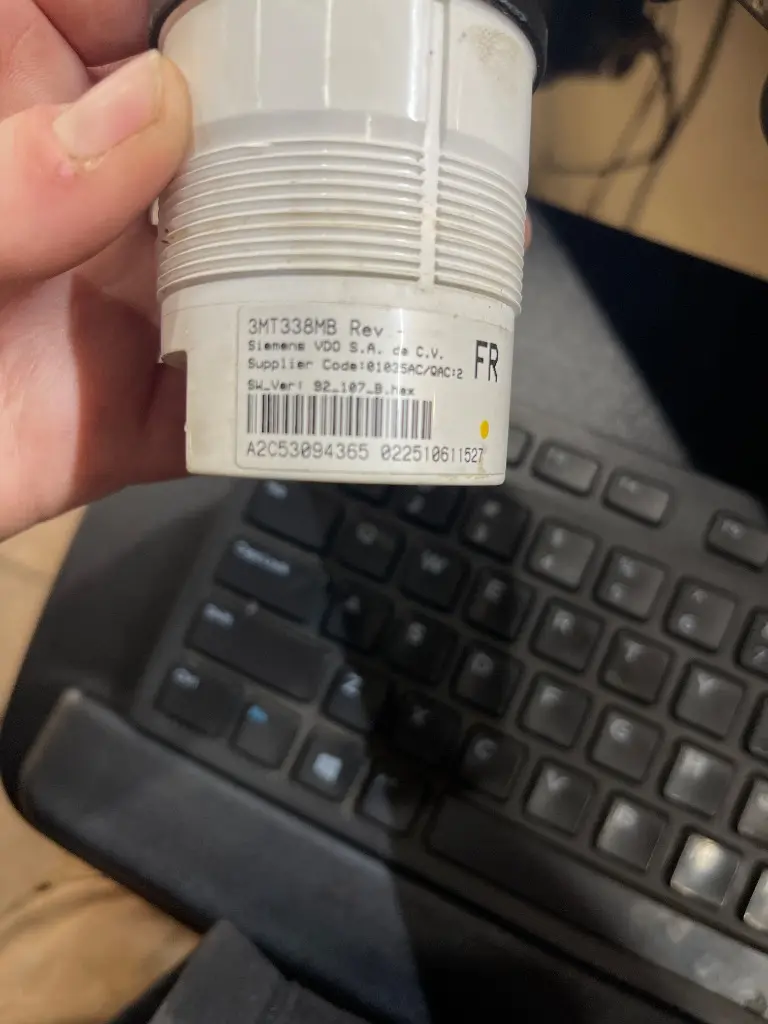 3MT338MB Rev -
Siemens VDO S.A. de C.V.
Supplier Code:01035AC/QAC:2
FR
SW_Ver: 92_107_B.hex
A2C53094365 022510611527
Q
W
E
R
T
Y
A
S
D
F
G
Z
X
C
V